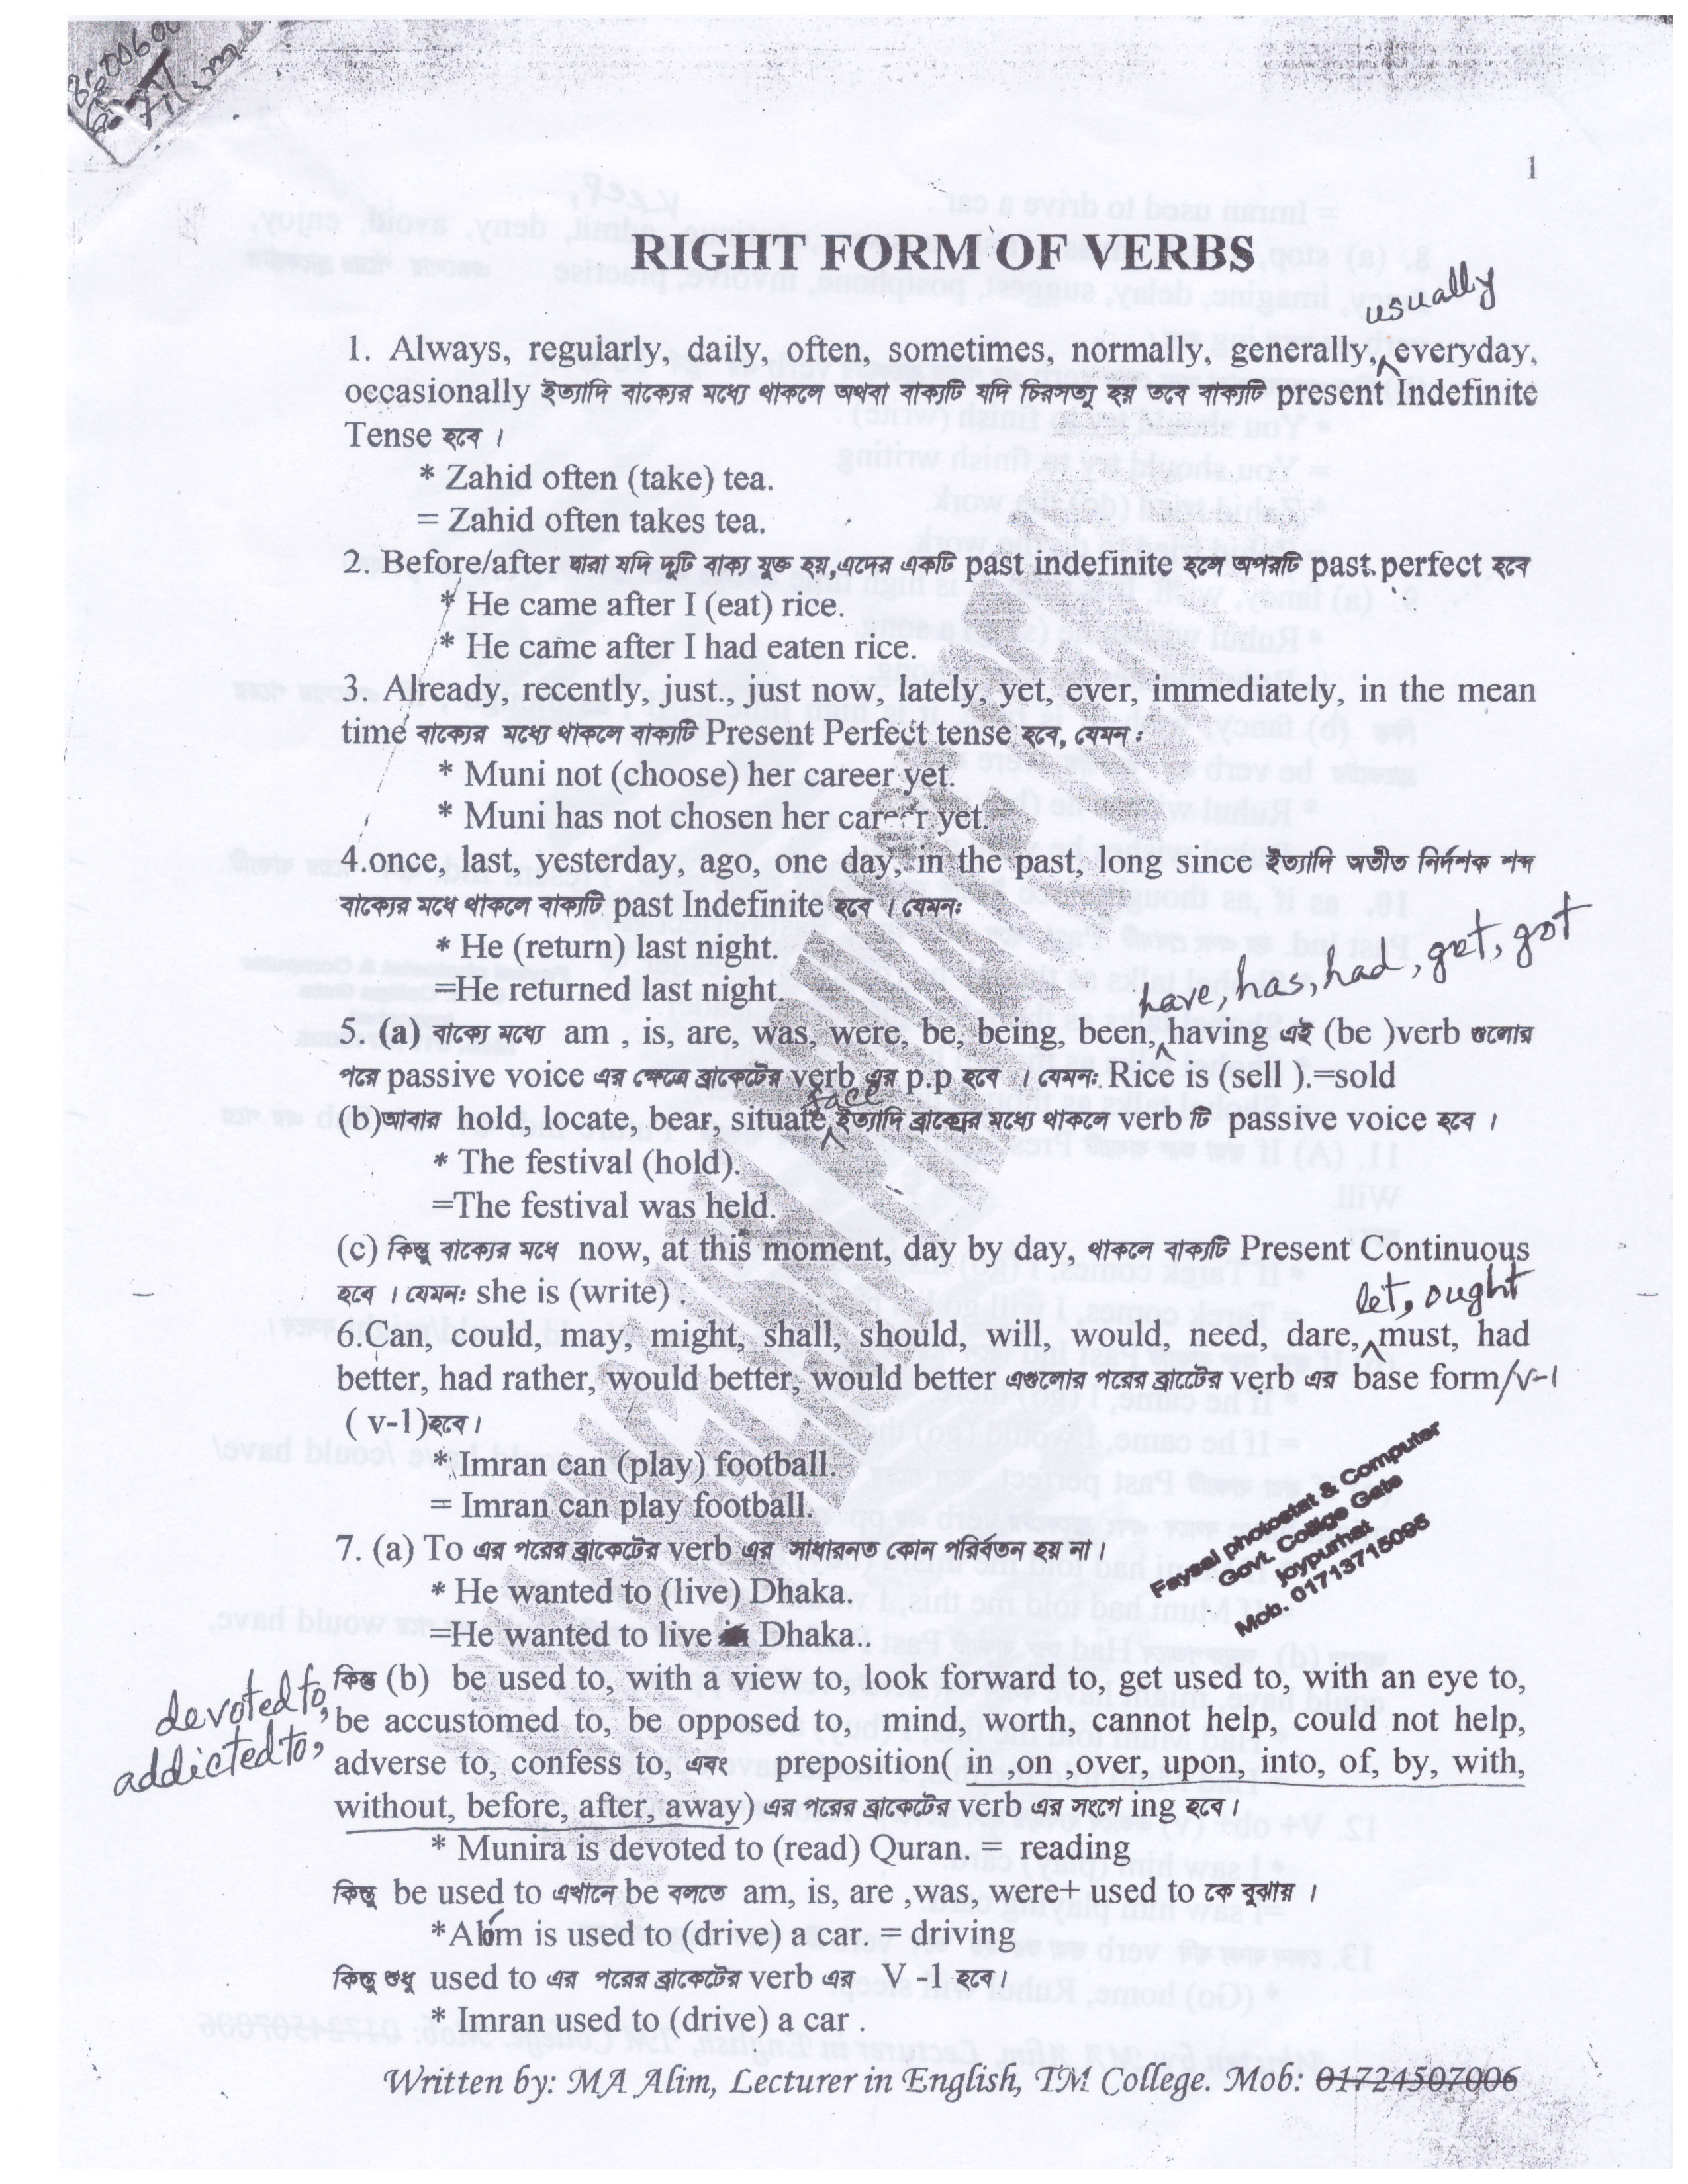 1
RIGHT FORM OF VERBS
usually
1. Always, regularly, daily, often, sometimes, normally, generally, everyday,
occasionally ইত্যাদি বাক্যের মধ্যে থাকলে অথবা বাক্যটি যদি চিরসত্য হয় তবে বাক্যটি present Indefinite
Tense হবে ।
* Zahid often (take) tea.
= Zahid often takes tea.
2. Before/after দ্বারা যদি দুটি বাক্য যুক্ত হয়,এদের একটি past indefinite হলে অপরটি past perfect হবে
* He came after I (eat) rice.
* He came after I had eaten rice.
3. Already, recently, just., just now, lately, yet, ever, immediately, in the mean
time বাক্যের মধ্যে থাকলে বাক্যটি Present Perfect tense হবে, যেমন :
* Muni not (choose) her career yet.
* Muni has not chosen her career yet.
4.once, last, yesterday, ago, one day, in the past, long since ইত্যাদি অতীত নির্দশক শব্দ
বাক্যের মধে থাকলে বাক্যটি past Indefinite হবে । যেমন:
* He (return) last night.
=He returned last night.
have, has, had, get, got
5. (a) বাক্যে মধ্যে am , is, are, was, were, be, being, been, having এই (be )verb গুলোর
পরে passive voice এর ক্ষেত্রে ব্রাকেটের verb এর p.p হবে । যেমন: Rice is (sell ).=sold
face
(b)আবার hold, locate, bear, situate ইত্যাদি ব্রাক্যের মধ্যে থাকলে verb টি passive voice হবে ।
* The festival (hold).
=The festival was held.
(c) কিন্তু বাক্যের মধে now, at this moment, day by day, থাকলে বাক্যটি Present Continuous
হবে । যেমন: she is (write) .
let, ought
6.Can, could, may, might, shall, should, will, would, need, dare, must, had
better, had rather, would better, would better এগুলোর পরের ব্রাটের verb এর base form/v-1
( v-1)হবে।
* Imran can (play) football.
= Imran can play football.
7. (a) To এর পরের ব্রাকেটের verb এর সাধারনত কোন পরির্বতন হয় না।
* He wanted to (live) Dhaka.
=He wanted to live in Dhaka..
Faysal photostat & Computer
Govt. College Gate
joypurhat
Mob. 01713715095
devoted to,
addicted to,
কিন্ত (b) be used to, with a view to, look forward to, get used to, with an eye to,
be accustomed to, be opposed to, mind, worth, cannot help, could not help,
adverse to, confess to, এবং preposition( in ,on ,over, upon, into, of, by, with,
without, before, after, away) এর পরের ব্রাকেটের verb এর সংগে ing হবে।
* Munira is devoted to (read) Quran. = reading
কিন্তু be used to এখানে be বলতে am, is, are ,was, were+ used to কে বুঝায় ।
*Alim is used to (drive) a car. = driving
কিন্তু শুধু used to এর পরের ব্রাকেটের verb এর V -1 হবে।
* Imran used to (drive) a car .
Written by: MA Alim, Lecturer in English, TM College. Mob: 01724507006